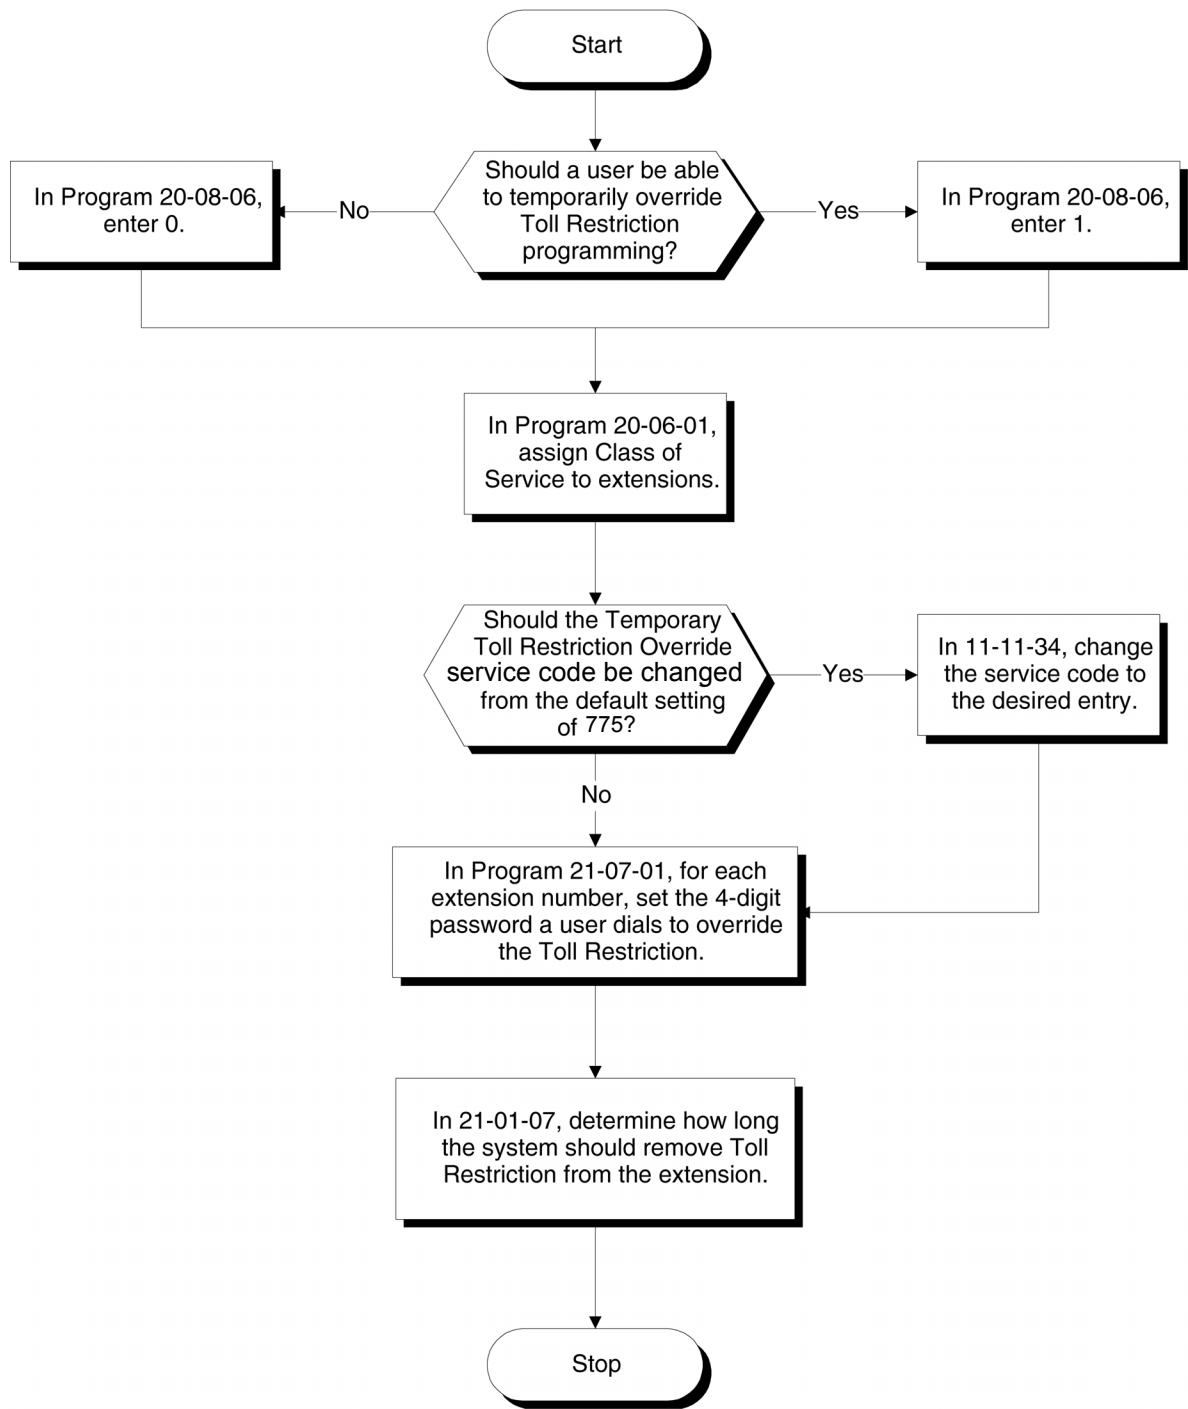 Start
Should a user be able
to temporarily override
Toll Restriction
programming?
No
Yes
In Program 20-08-06,
enter 0.
In Program 20-08-06,
enter 1.
In Program 20-06-01,
assign Class of
Service to extensions.
Should the Temporary
Toll Restriction Override
service code be changed
from the default setting
of 775?
Yes
In 11-11-34, change
the service code to
the desired entry.
No
In Program 21-07-01, for each
extension number, set the 4-digit
password a user dials to override
the Toll Restriction.
In 21-01-07, determine how long
the system should remove Toll
Restriction from the extension.
Stop